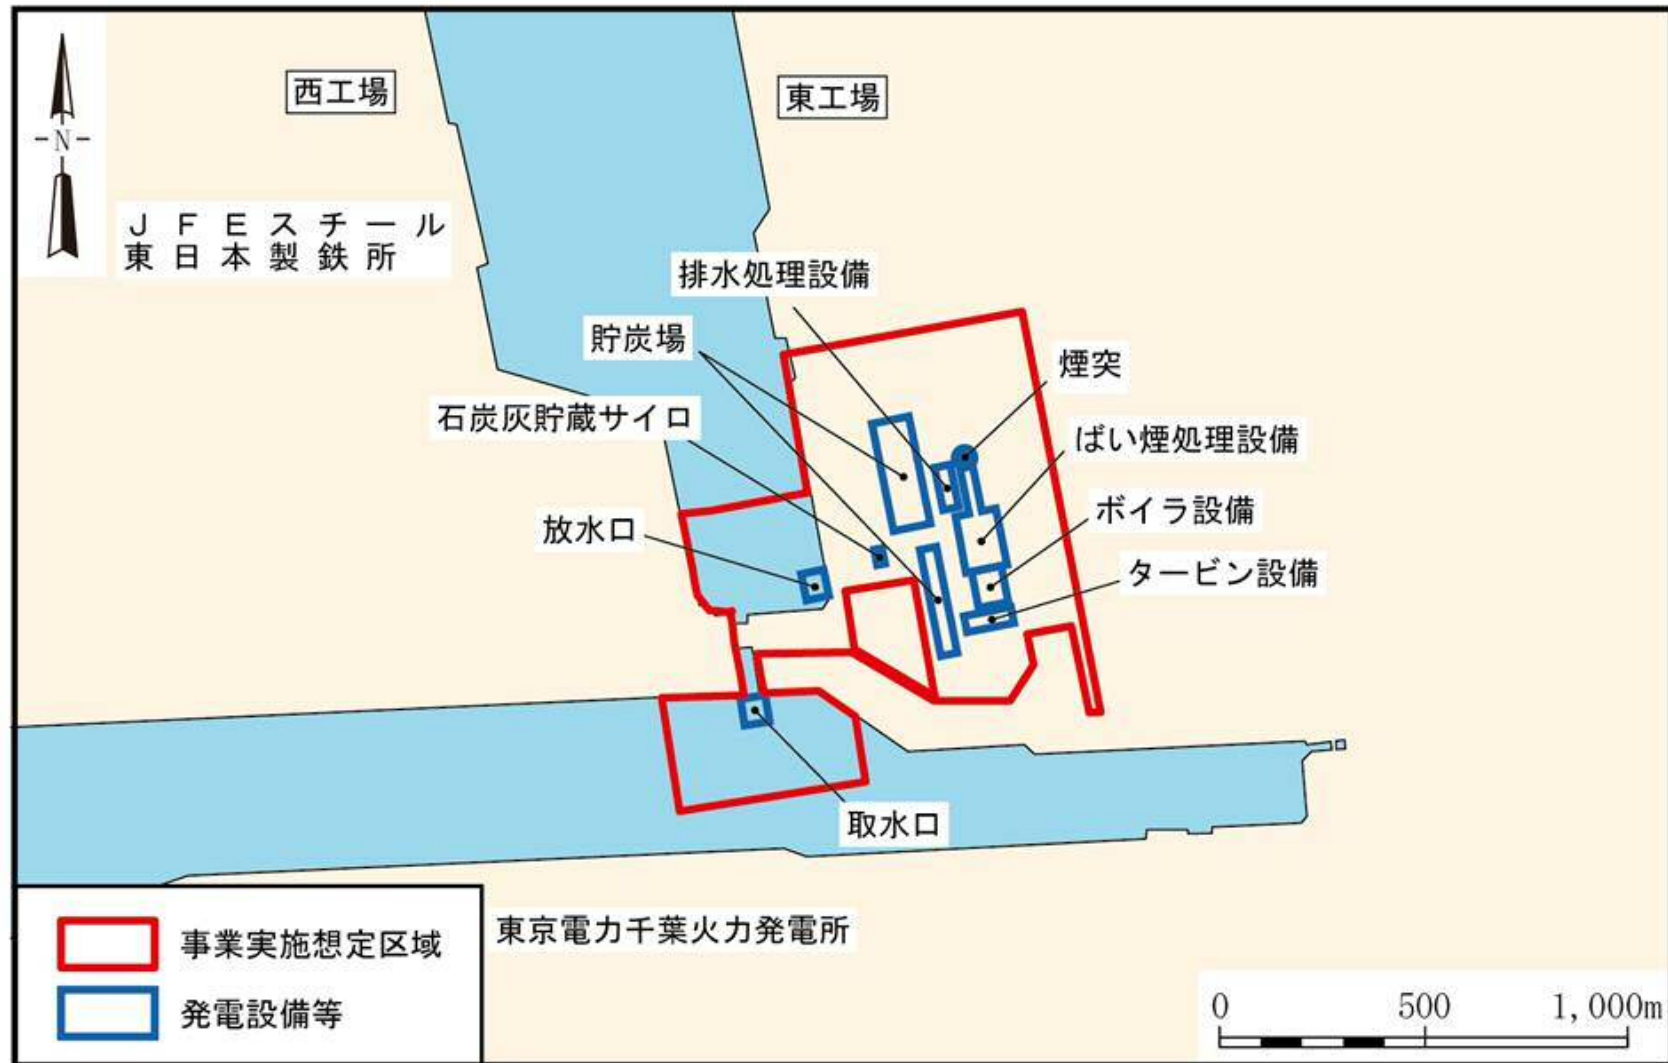 西工場
東工場
N
JFEスチール
東日本製鉄所
排水処理設備
貯炭場
煙突
石炭灰貯蔵サイロ
ばい煙処理設備
ボイラ設備
放水口
タービン設備
取水口
東京電力千葉火力発電所
事業実施想定区域
発電設備等
0 500 1,000m